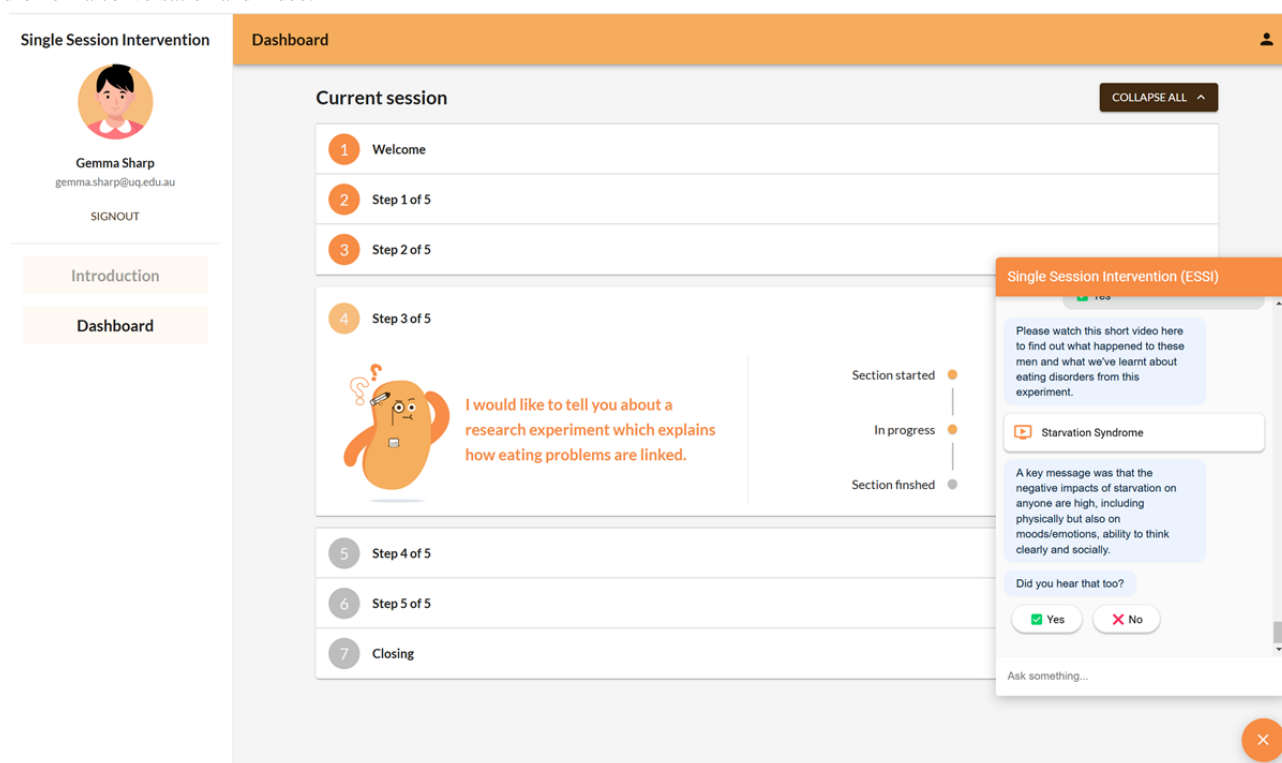 Single Session Intervention
Gemma Sharp
gemma.sharp@uq.edu.au
SIGNOUT
Introduction
Dashboard
Dashboard
Current session
COLLAPSE ALL
1 Welcome
2 Step 1 of 5
3 Step 2 of 5
4 Step 3 of 5
I would like to tell you about a
research experiment which explains
how eating problems are linked.
Section started
In progress
Section finshed
5 Step 4 of 5
6 Step 5 of 5
7 Closing
Single Session Intervention (ESSI)
Yes
Please watch this short video here
to find out what happened to these
men and what we've learnt about
eating disorders from this
experiment.
Starvation Syndrome
A key message was that the
negative impacts of starvation on
anyone are high, including
physically but also on
moods/emotions, ability to think
clearly and socially.
Did you hear that too?
Yes
No
Ask something...